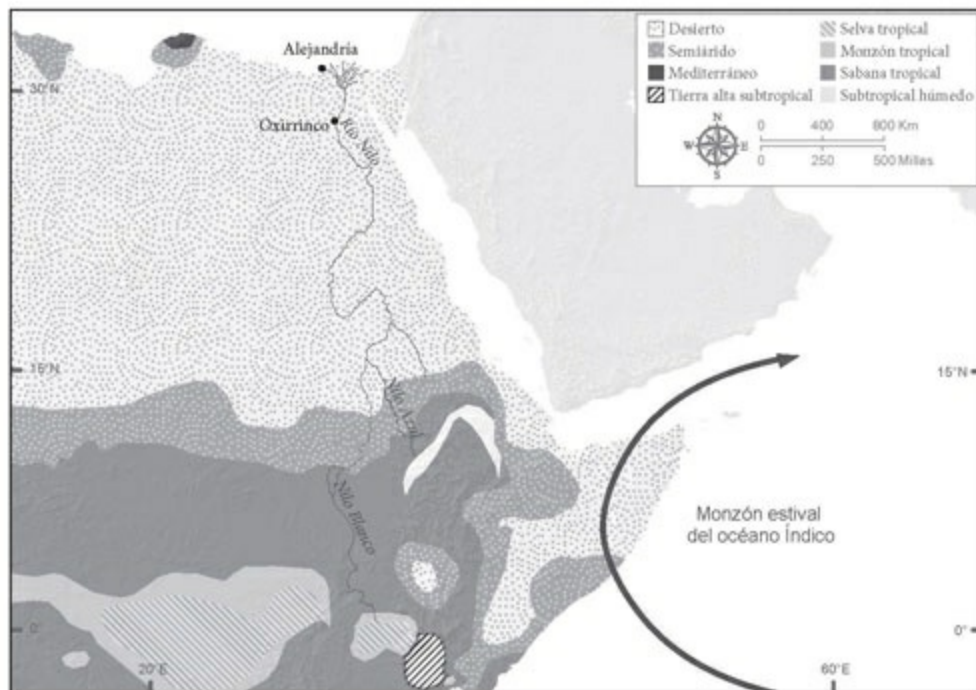 Alejandría
30°N
Oxirrinco
Río Nilo
Desierto
Semiárido
Mediterráneo
Tierra alta subtropical
Selva tropical
Monzón tropical
Sabana tropical
Subtropical húmedo
N
W
E
S
0 400 800 Km
0 250 500 Millas
15°N
15°N
Nilo Azul
Nilo Blanco
Monzón estival
del océano Índico
0°
0°
20°E
60°E